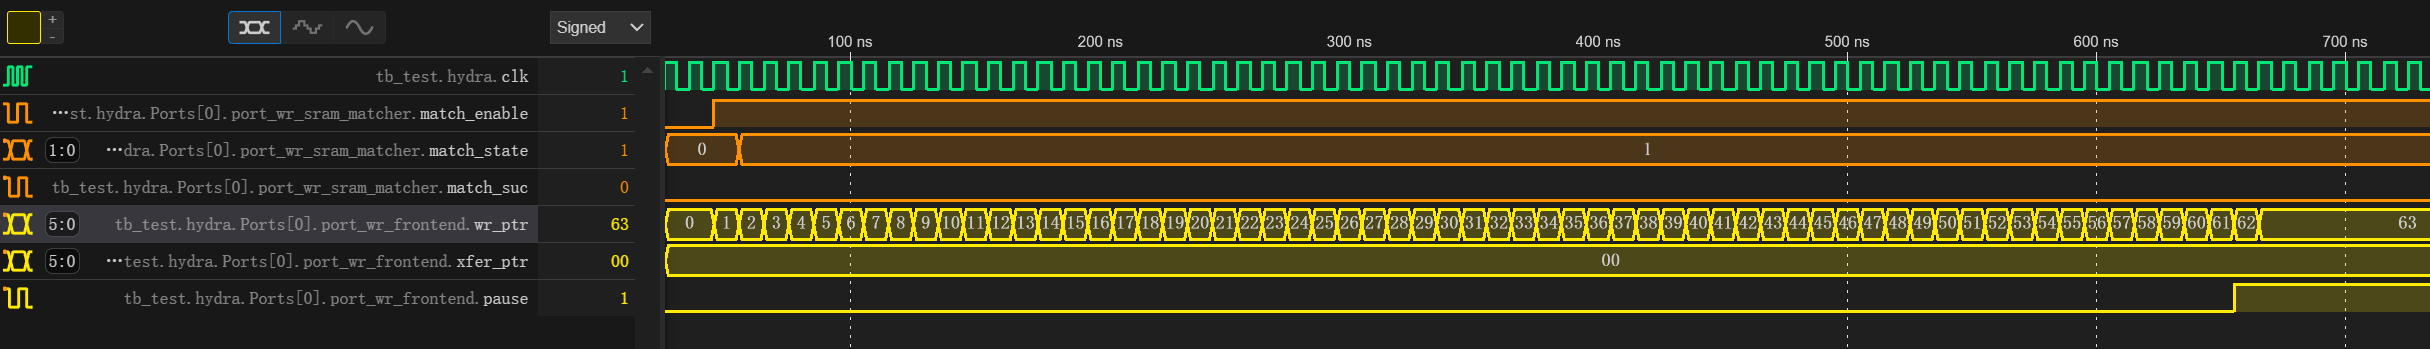 +
-
Signed
100 ns 200 ns 300 ns 400 ns 500 ns 600 ns 700 ns
tb_test.hydra.clk 1
···st.hydra.Ports[0].port_wr_sram_matcher.match_enable 1
1:0 ···dra.Ports[0].port_wr_sram_matcher.match_state 1 0 1
tb_test.hydra.Ports[0].port_wr_sram_matcher.match_suc 0
5:0 tb_test.hydra.Ports[0].port_wr_frontend.wr_ptr 63 0 1 2 3 4 5 6 7 8 9 10 11 12 13 14 15 16 17 18 19 20 21 22 23 24 25 26 27 28 29 30 31 32 33 34 35 36 37 38 39 40 41 42 43 44 45 46 47 48 49 50 51 52 53 54 55 56 57 58 59 60 61 62 63
5:0 ···test.hydra.Ports[0].port_wr_frontend.xfer_ptr 00 00
tb_test.hydra.Ports[0].port_wr_frontend.pause 1